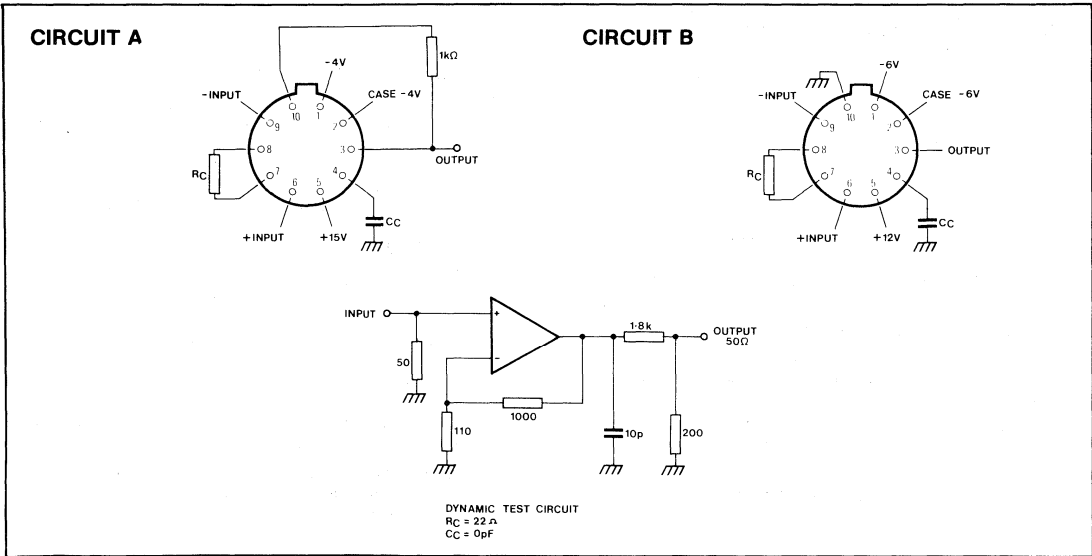 CIRCUIT A
CIRCUIT B
1kΩ
-4V
CASE -4V
-INPUT
10
1
9
2
8
3
OUTPUT
RC
7
4
6
5
CC
+INPUT
+15V
-6V
CASE -6V
-INPUT
10
1
9
2
8
3
OUTPUT
RC
7
4
6
5
CC
+INPUT
+12V
INPUT
+
-
1·8k
OUTPUT
50Ω
50
1000
110
10p
200
DYNAMIC TEST CIRCUIT
RC = 22 Ω
CC = 0pF